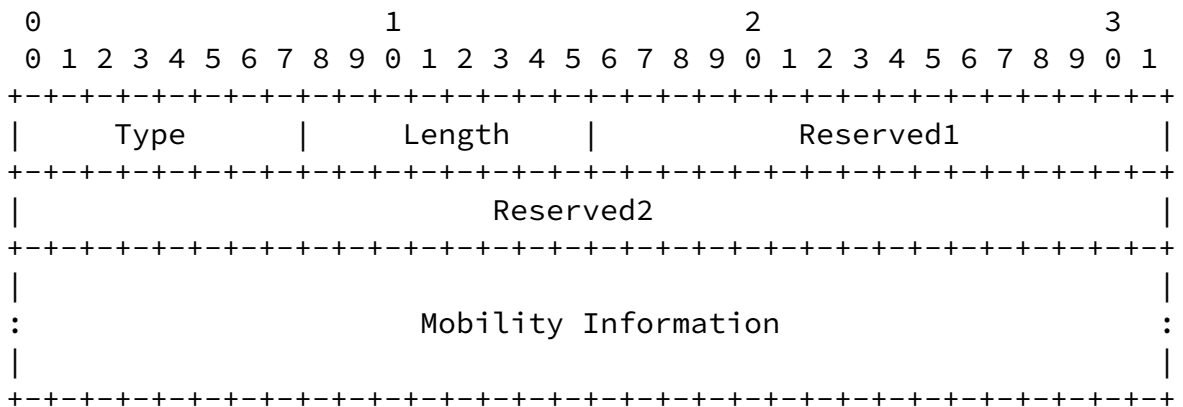 0                   1                   2                   3
 0 1 2 3 4 5 6 7 8 9 0 1 2 3 4 5 6 7 8 9 0 1 2 3 4 5 6 7 8 9 0 1
+-+-+-+-+-+-+-+-+-+-+-+-+-+-+-+-+-+-+-+-+-+-+-+-+-+-+-+-+-+-+-+-+
|     Type      |     Length    |           Reserved1           |
+-+-+-+-+-+-+-+-+-+-+-+-+-+-+-+-+-+-+-+-+-+-+-+-+-+-+-+-+-+-+-+-+
|                          Reserved2                            |
+-+-+-+-+-+-+-+-+-+-+-+-+-+-+-+-+-+-+-+-+-+-+-+-+-+-+-+-+-+-+-+-+
|                                                               |
:                      Mobility Information                     :
|                                                               |
+-+-+-+-+-+-+-+-+-+-+-+-+-+-+-+-+-+-+-+-+-+-+-+-+-+-+-+-+-+-+-+-+